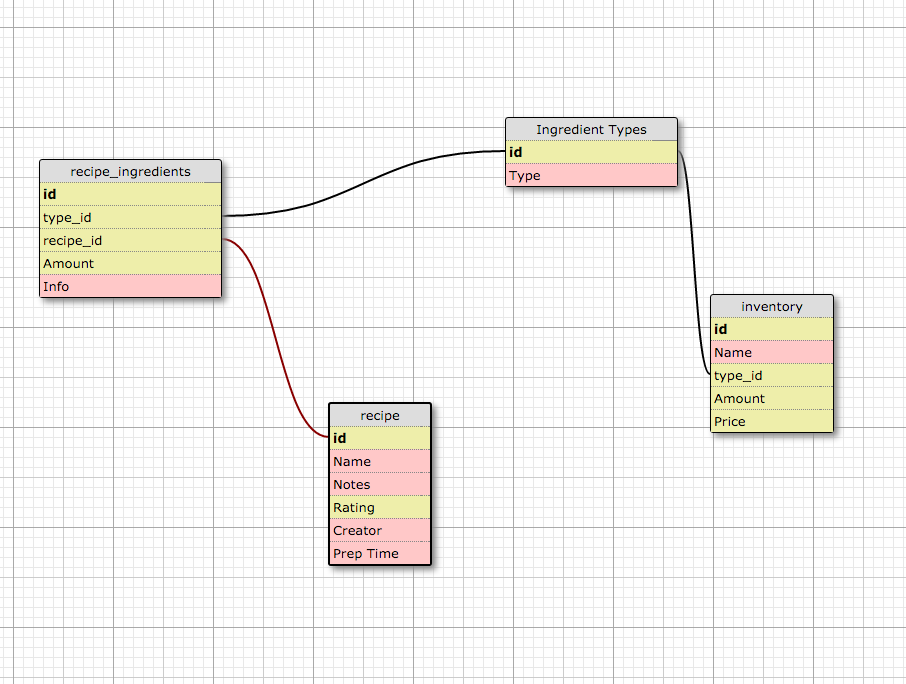 recipe_ingredients
id
type_id
recipe_id
Amount
Info
Ingredient Types
id
Type
inventory
id
Name
type_id
Amount
Price
recipe
id
Name
Notes
Rating
Creator
Prep Time